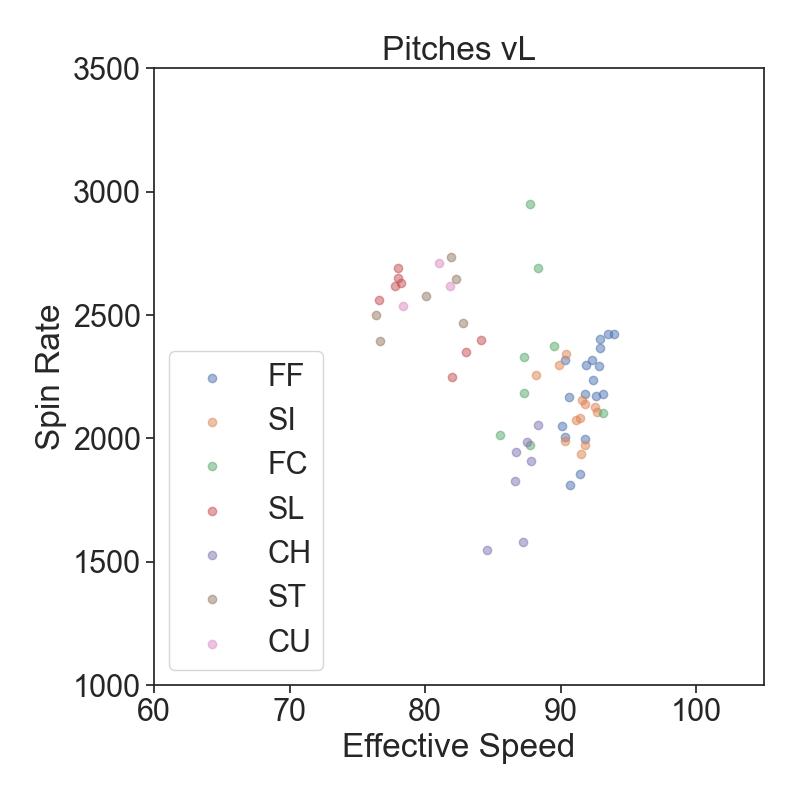 Pitches vL
3500
3000
2500
2000
1500
1000
Spin Rate
FF
SI
FC
SL
CH
ST
CU
60 70 80 90 100
Effective Speed